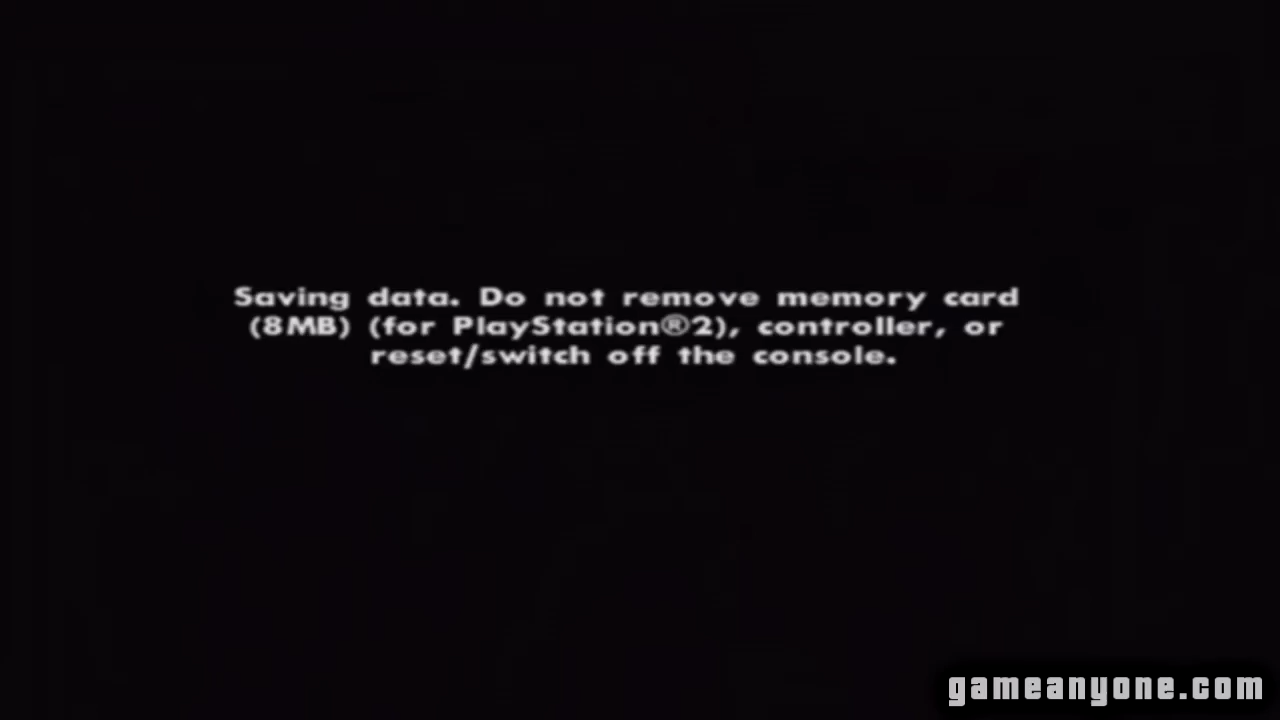 Saving data. Do not remove memory card
(8MB) (for PlayStation®2), controller, or
reset/switch off the console.
gameanyone.com